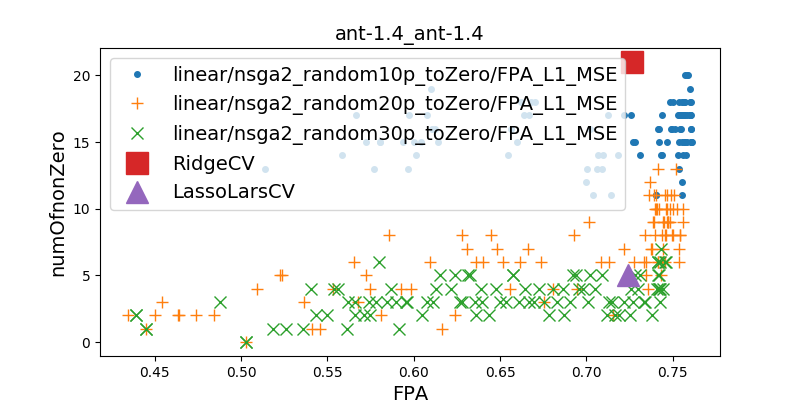 ant-1.4_ant-1.4
numOfnonZero
20
15
10
5
0
linear/nsga2_random10p_toZero/FPA_L1_MSE
linear/nsga2_random20p_toZero/FPA_L1_MSE
linear/nsga2_random30p_toZero/FPA_L1_MSE
RidgeCV
LassoLarsCV
0.45 0.50 0.55 0.60 0.65 0.70 0.75
FPA